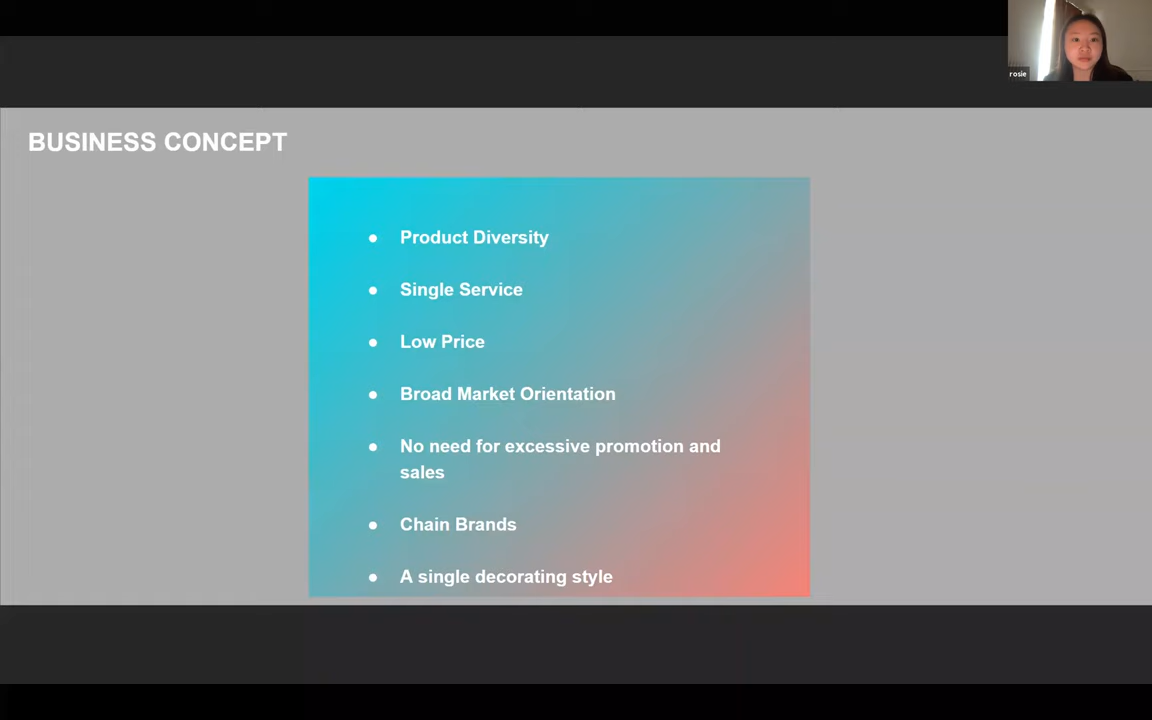 rosie
BUSINESS CONCEPT
● Product Diversity
● Single Service
● Low Price
● Broad Market Orientation
● No need for excessive promotion and
sales
● Chain Brands
● A single decorating style